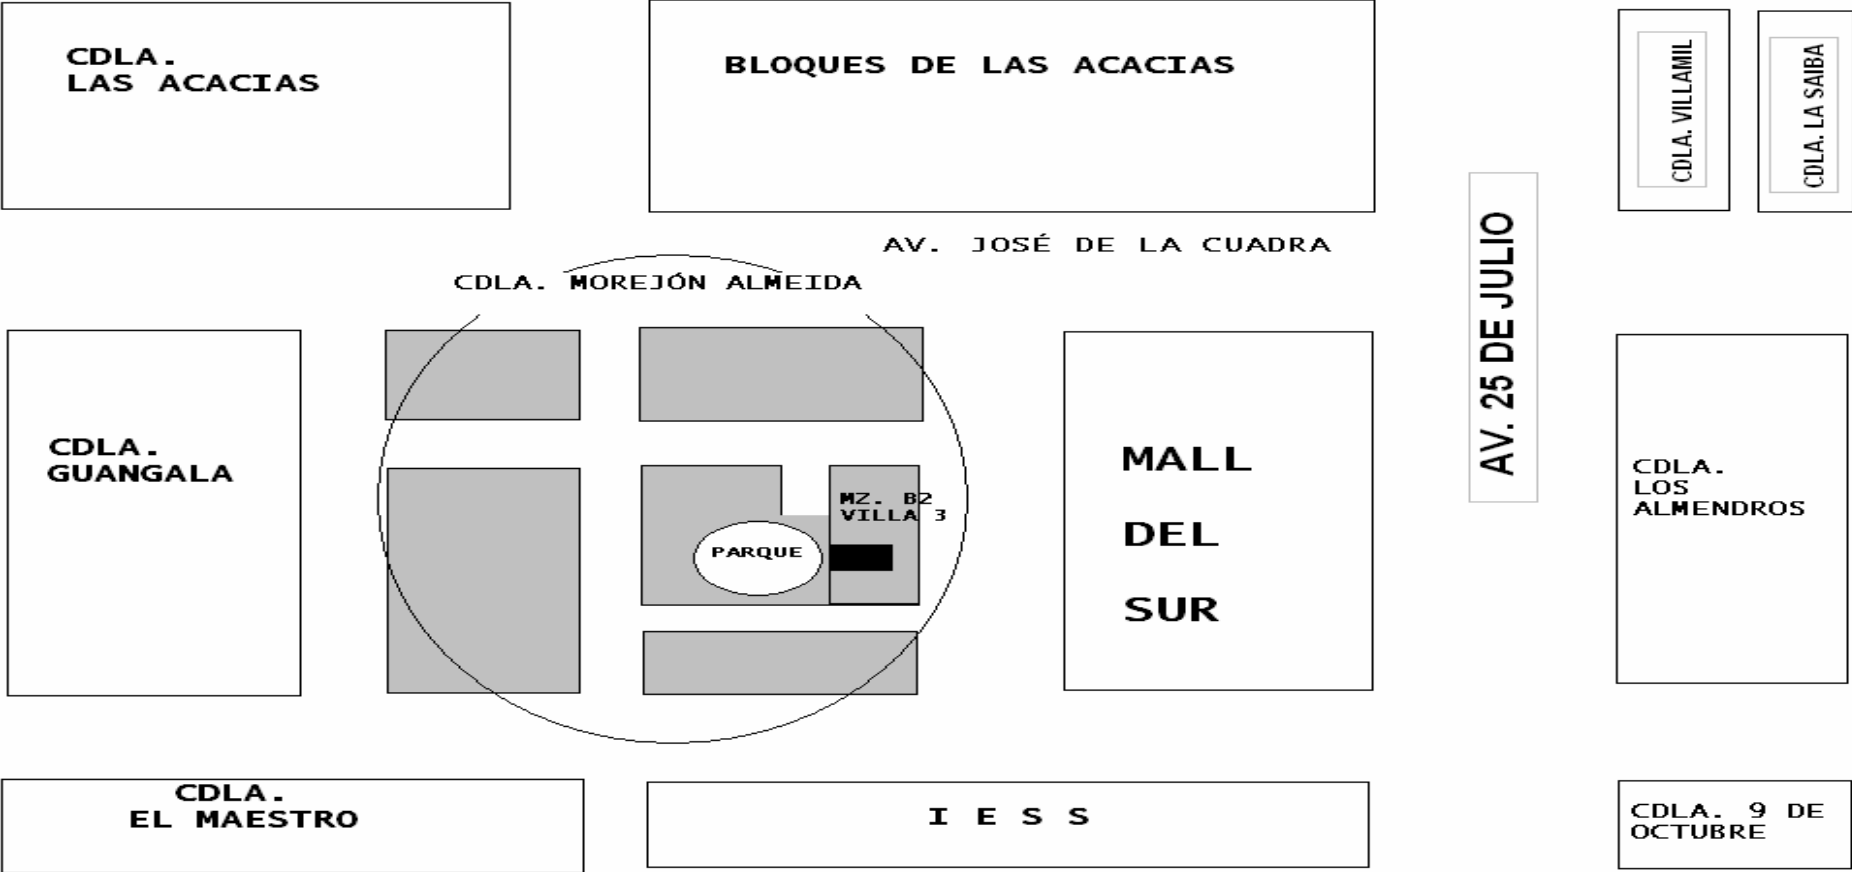 CDLA.
LAS ACACIAS
BLOQUES DE LAS ACACIAS
CDLA. VILLAMIL
CDLA. LA SAIBA
AV. JOSÉ DE LA CUADRA
AV. 25 DE JULIO
CDLA. MOREJÓN ALMEIDA
CDLA.
GUANGALA
MZ. B2
VILLA 3
PARQUE
MALL
DEL
SUR
CDLA.
LOS
ALMENDROS
CDLA.
EL MAESTRO
I E S S
CDLA. 9 DE
OCTUBRE